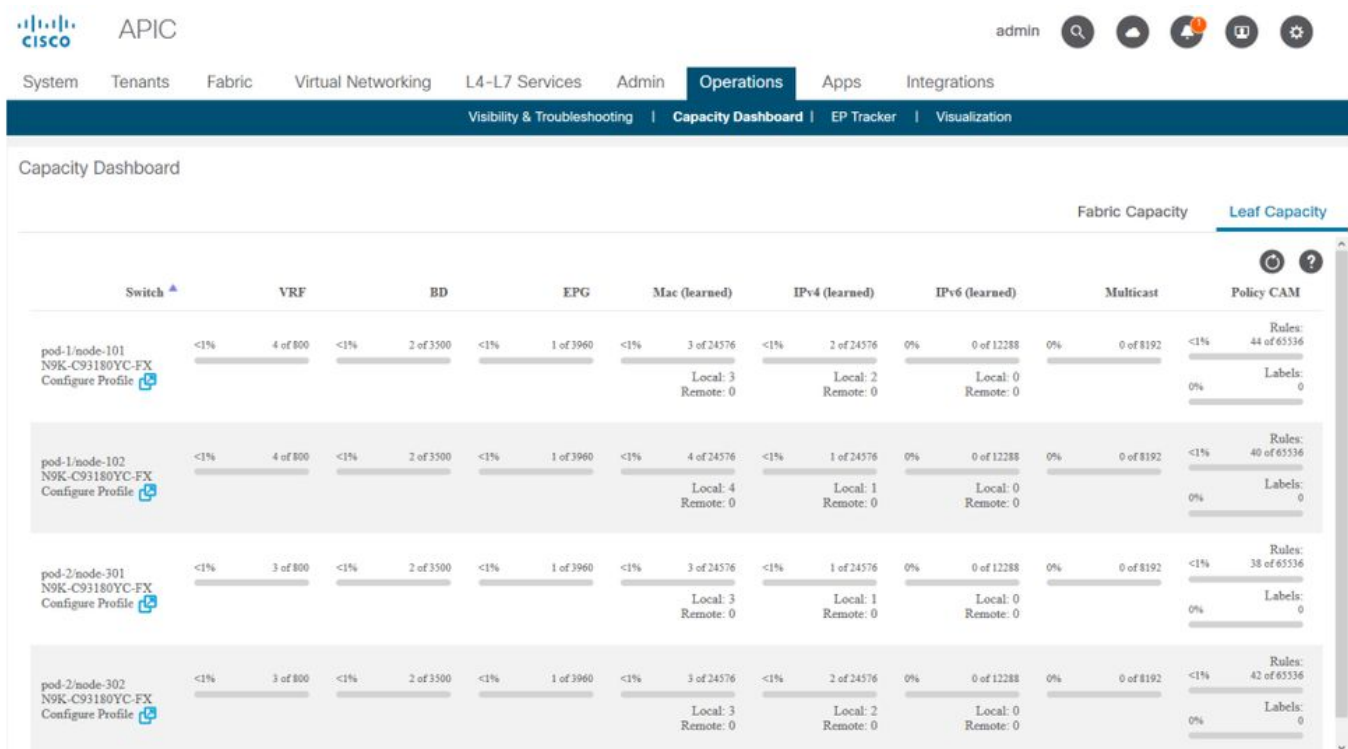 CISCO APIC admin 1
System Tenants Fabric Virtual Networking L4-L7 Services Admin Operations Apps Integrations
Visibility & Troubleshooting | Capacity Dashboard | EP Tracker | Visualization
Capacity Dashboard
Fabric Capacity Leaf Capacity
?
Switch VRF BD EPG Mac (learned) IPv4 (learned) IPv6 (learned) Multicast Policy CAM
pod-1/node-101
N9K-C93180YC-FX
Configure Profile
<1% 4 of 800 <1% 2 of 3500 <1% 1 of 3960 <1% 3 of 24576 <1% 2 of 24576 0% 0 of 12288 0% 0 of 8192 <1% Rules: 44 of 65536
Local: 3 Local: 2 Local: 0
Remote: 0 Remote: 0 Remote: 0
0% Labels: 0
pod-1/node-102
N9K-C93180YC-FX
Configure Profile
<1% 4 of 800 <1% 2 of 3500 <1% 1 of 3960 <1% 4 of 24576 <1% 1 of 24576 0% 0 of 12288 0% 0 of 8192 <1% Rules: 40 of 65536
Local: 4 Local: 1 Local: 0
Remote: 0 Remote: 0 Remote: 0
0% Labels: 0
pod-2/node-301
N9K-C93180YC-FX
Configure Profile
<1% 3 of 800 <1% 2 of 3500 <1% 1 of 3960 <1% 3 of 24576 <1% 1 of 24576 0% 0 of 12288 0% 0 of 8192 <1% Rules: 38 of 65536
Local: 3 Local: 1 Local: 0
Remote: 0 Remote: 0 Remote: 0
0% Labels: 0
pod-2/node-302
N9K-C93180YC-FX
Configure Profile
<1% 3 of 800 <1% 2 of 3500 <1% 1 of 3960 <1% 3 of 24576 <1% 2 of 24576 0% 0 of 12288 0% 0 of 8192 <1% Rules: 42 of 65536
Local: 3 Local: 2 Local: 0
Remote: 0 Remote: 0 Remote: 0
0% Labels: 0